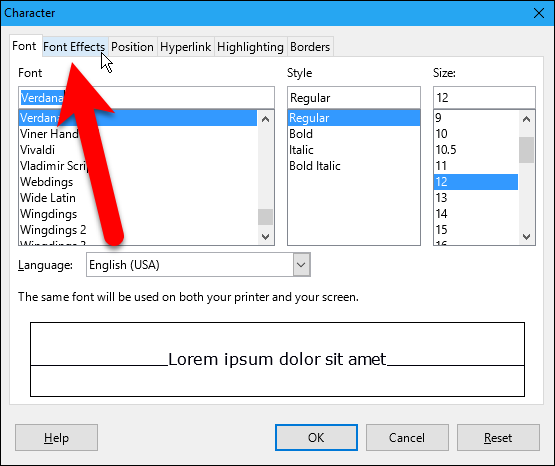 Character
Font Font Effects Position Hyperlink Highlighting Borders
Font Style Size:
Verdana Regular 12
Verdana Regular 9
Viner Hand Bold 10
Vivaldi Italic 10.5
Vladimir Scrip Bold Italic 11
Webdings 12
Wide Latin 13
Wingdings 14
Wingdings 2 15
Wingdings 3 16
Language: English (USA)
The same font will be used on both your printer and your screen.
Lorem ipsum dolor sit amet
Help OK Cancel Reset